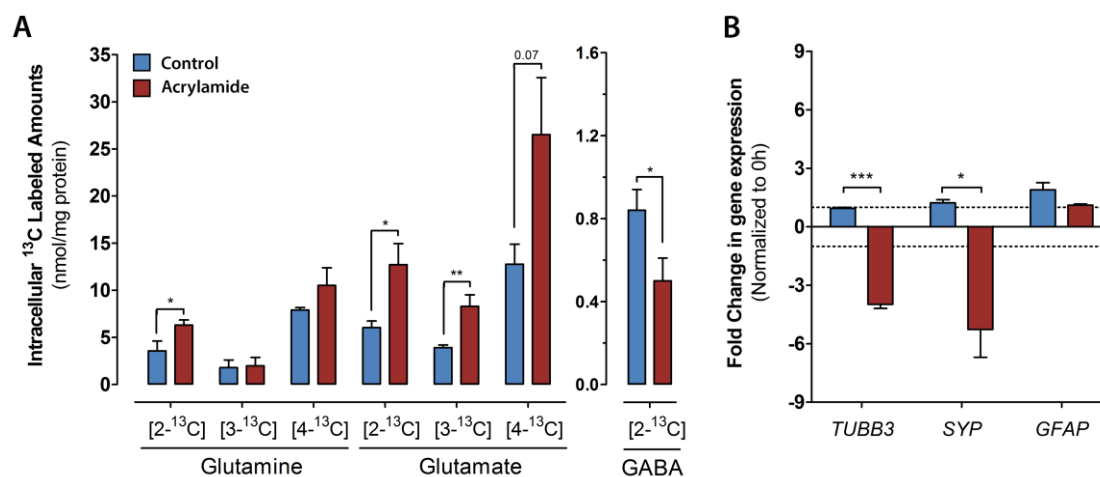 A
B
Intracellular ¹³C Labeled Amounts
(nmol/mg protein)
35
30
25
20
15
10
5
0
Control
Acrylamide
*
*
**
0.07
[2-¹³C] [3-¹³C] [4-¹³C] [2-¹³C] [3-¹³C] [4-¹³C]
Glutamine Glutamate
1.6
1.2
0.8
0.4
0.0
*
[2-¹³C]
GABA
Fold Change in gene expression
(Normalized to 0h)
9
6
3
0
-3
-6
-9
*** *
TUBB3 SYP GFAP